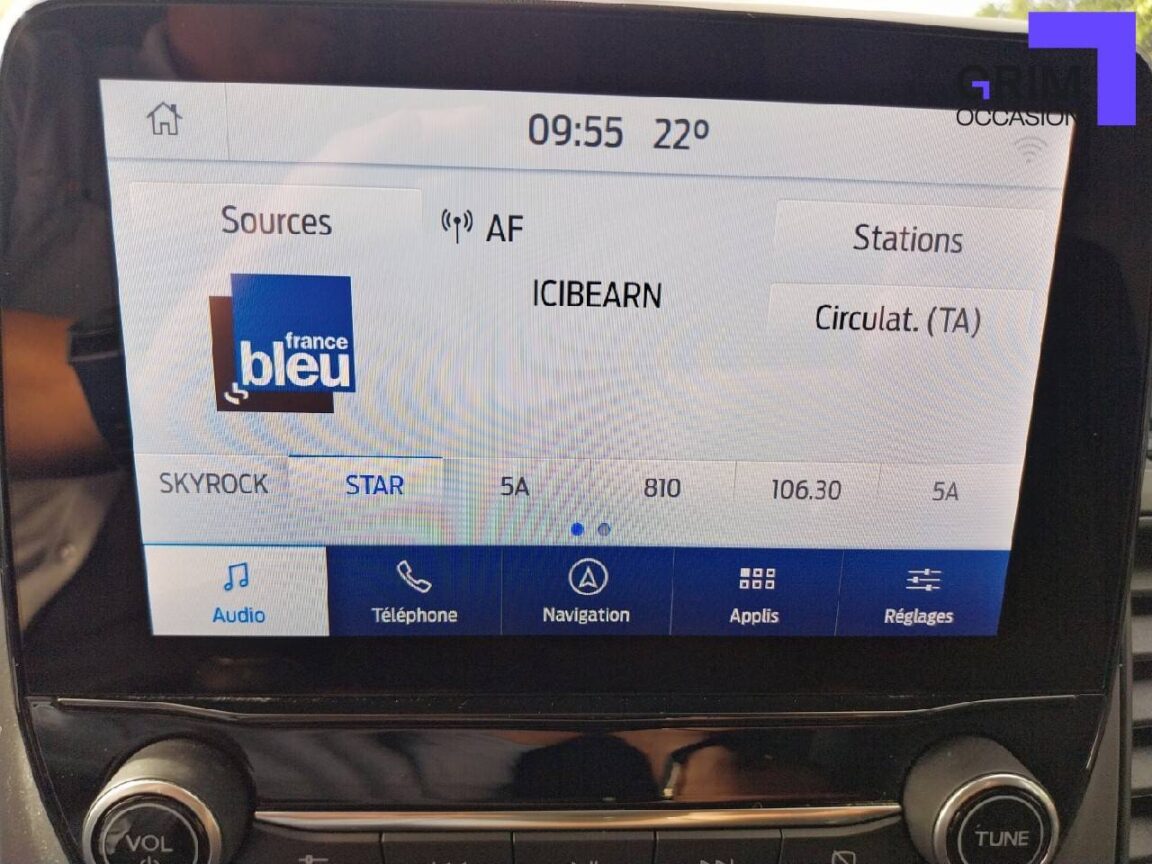 GRIM
OCCASION
09:55 22º
Sources
AF
Stations
ICIBEARN
Circulat. (TA)
france
bleu
SKYROCK STAR 5A 810 106.30 5A
Audio Téléphone Navigation Applis Réglages
VOL
TUNE